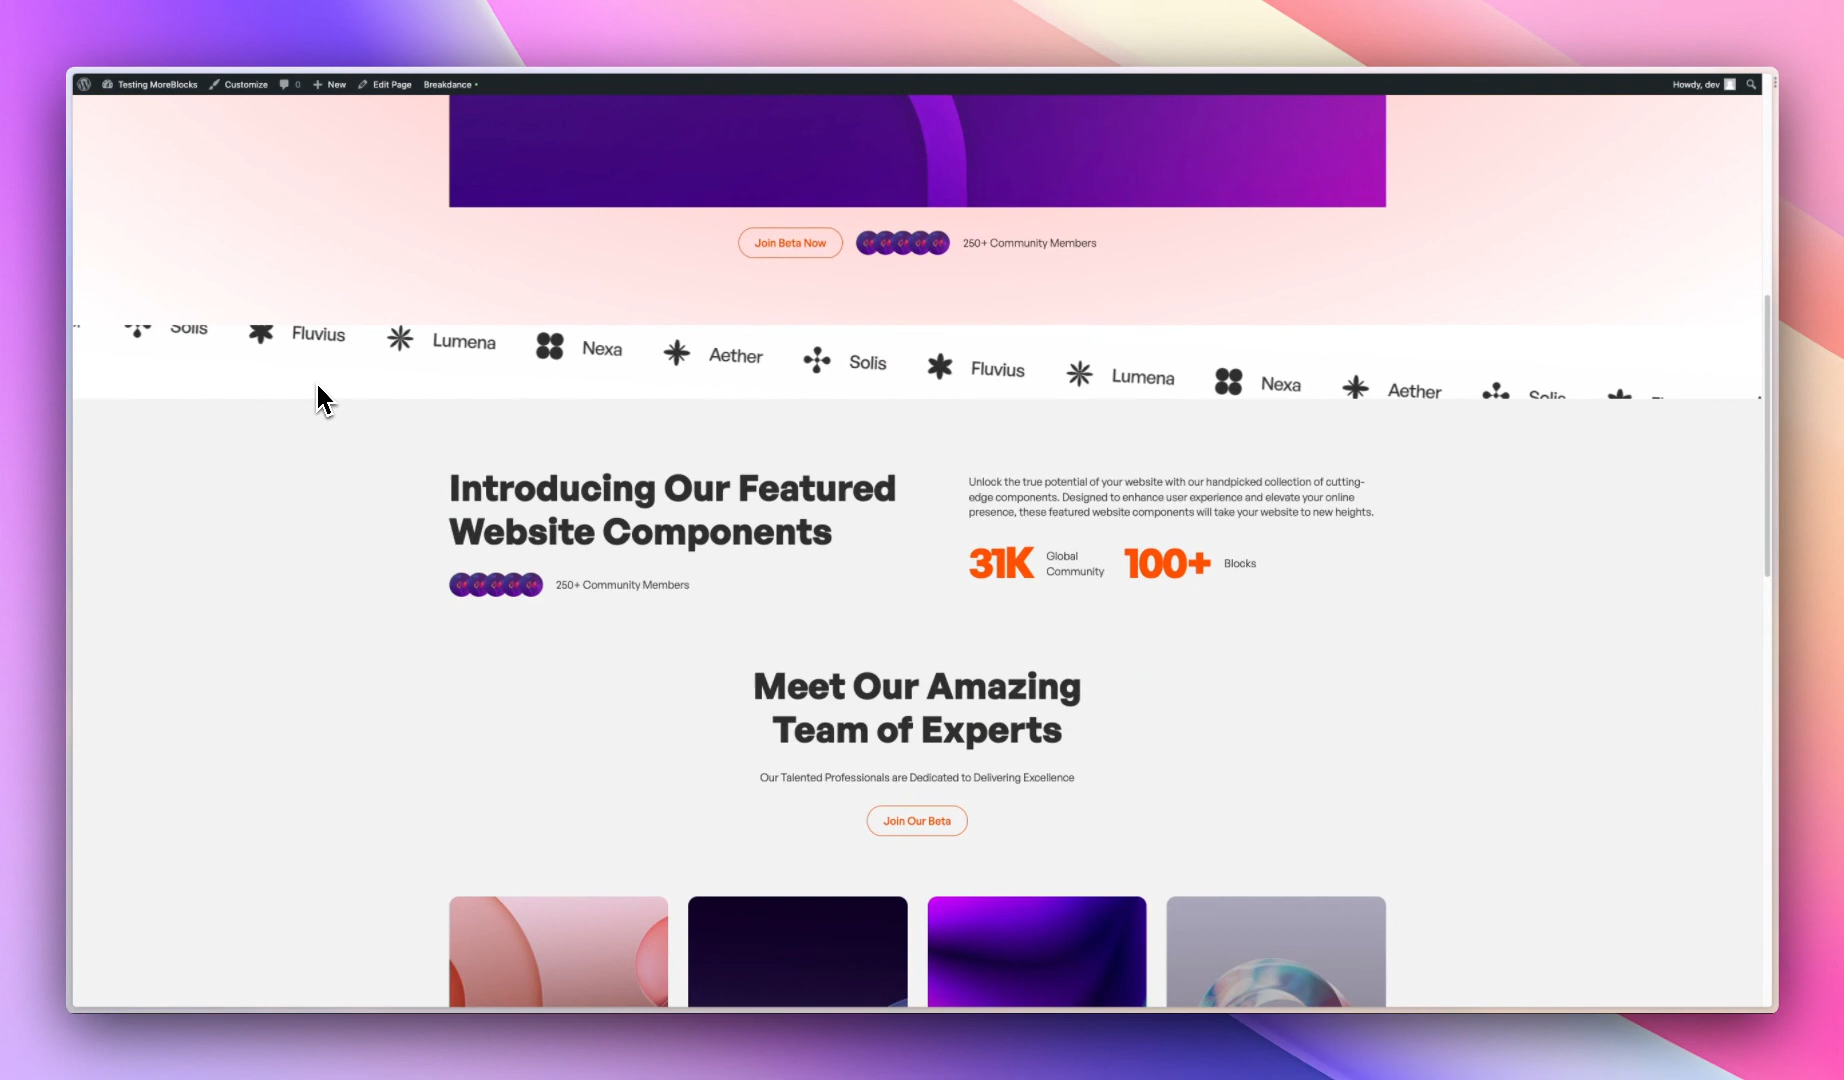 Testing MoreBlocks Customize 0 New Edit Page Breakdance Howdy, dev
Join Beta Now 250+ Community Members
Solis Fluvius Lumena Nexa Aether Solis Fluvius Lumena Nexa Aether Solis
Introducing Our Featured
Website Components
250+ Community Members
Unlock the true potential of your website with our handpicked collection of cutting-
edge components. Designed to enhance user experience and elevate your online
presence, these featured website components will take your website to new heights.
31K Global
Community
100+ Blocks
Meet Our Amazing
Team of Experts
Our Talented Professionals are Dedicated to Delivering Excellence
Join Our Beta